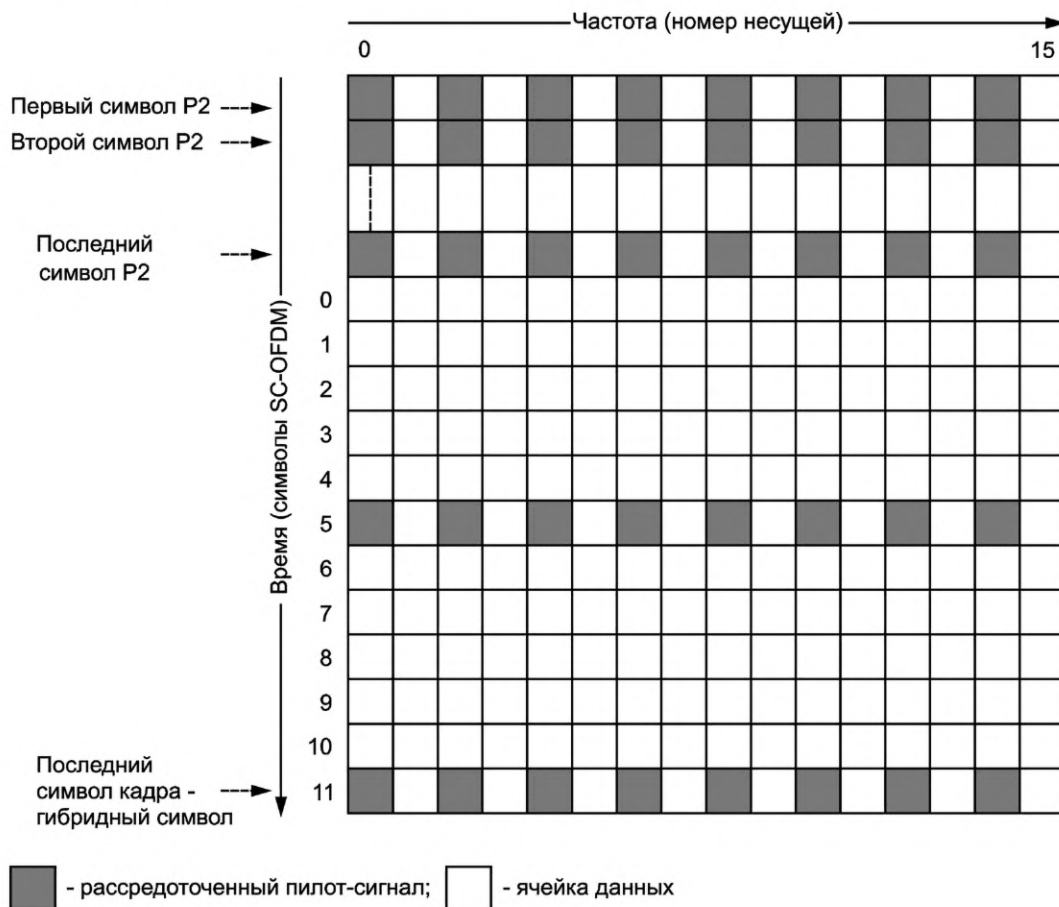 Частота (номер несущей)
0 15
Первый символ P2
Второй символ P2
Последний
символ P2
Время (символы SC-OFDM)
0
1
2
3
4
5
6
7
8
9
10
11
Последний
символ кадра -
гибридный символ
- рассредоточенный пилот-сигнал; - ячейка данных